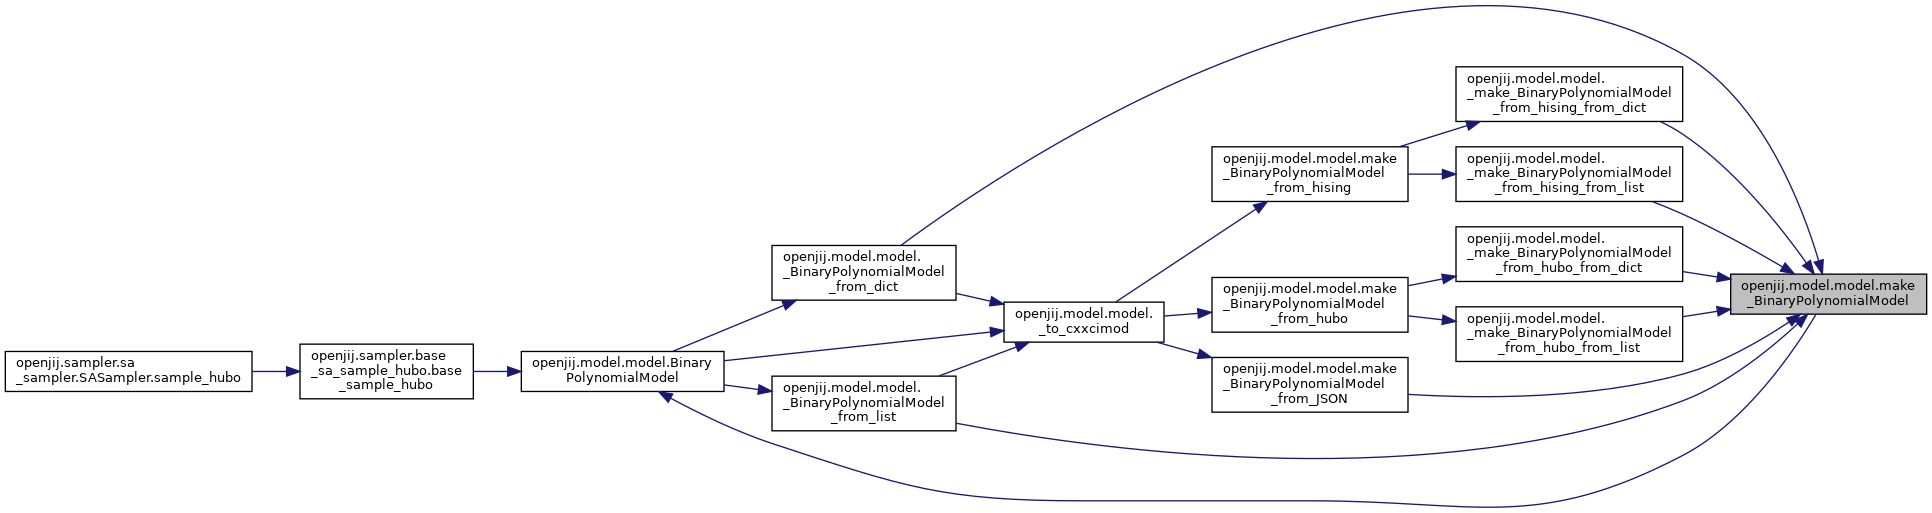 openjij.sampler.sa
_sampler.SASampler.sample_hubo
openjij.sampler.base
_sa_sample_hubo.base
_sample_hubo
openjij.model.model.Binary
PolynomialModel
openjij.model.model.
_BinaryPolynomialModel
_from_dict
openjij.model.model.
_BinaryPolynomialModel
_from_list
openjij.model.model.
_to_cxxcimod
openjij.model.model.make
_BinaryPolynomialModel
_from_hising
openjij.model.model.make
_BinaryPolynomialModel
_from_hubo
openjij.model.model.make
_BinaryPolynomialModel
_from_JSON
openjij.model.model.
_make_BinaryPolynomialModel
_from_hising_from_dict
openjij.model.model.
_make_BinaryPolynomialModel
_from_hising_from_list
openjij.model.model.
_make_BinaryPolynomialModel
_from_hubo_from_dict
openjij.model.model.
_make_BinaryPolynomialModel
_from_hubo_from_list
openjij.model.model.make
_BinaryPolynomialModel